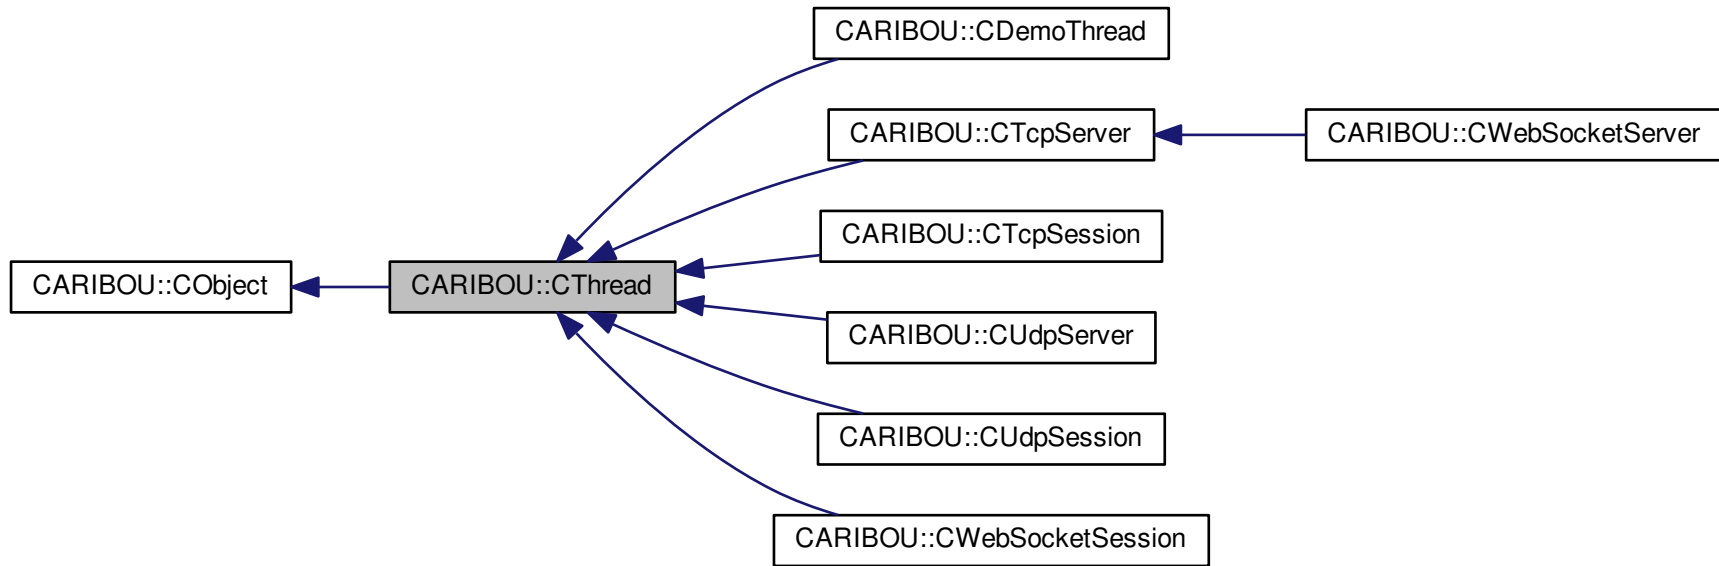 CARIBOU::CDemoThread
CARIBOU::CTcpServer
CARIBOU::CWebSocketServer
CARIBOU::CTcpSession
CARIBOU::CObject
CARIBOU::CThread
CARIBOU::CUdpServer
CARIBOU::CUdpSession
CARIBOU::CWebSocketSession